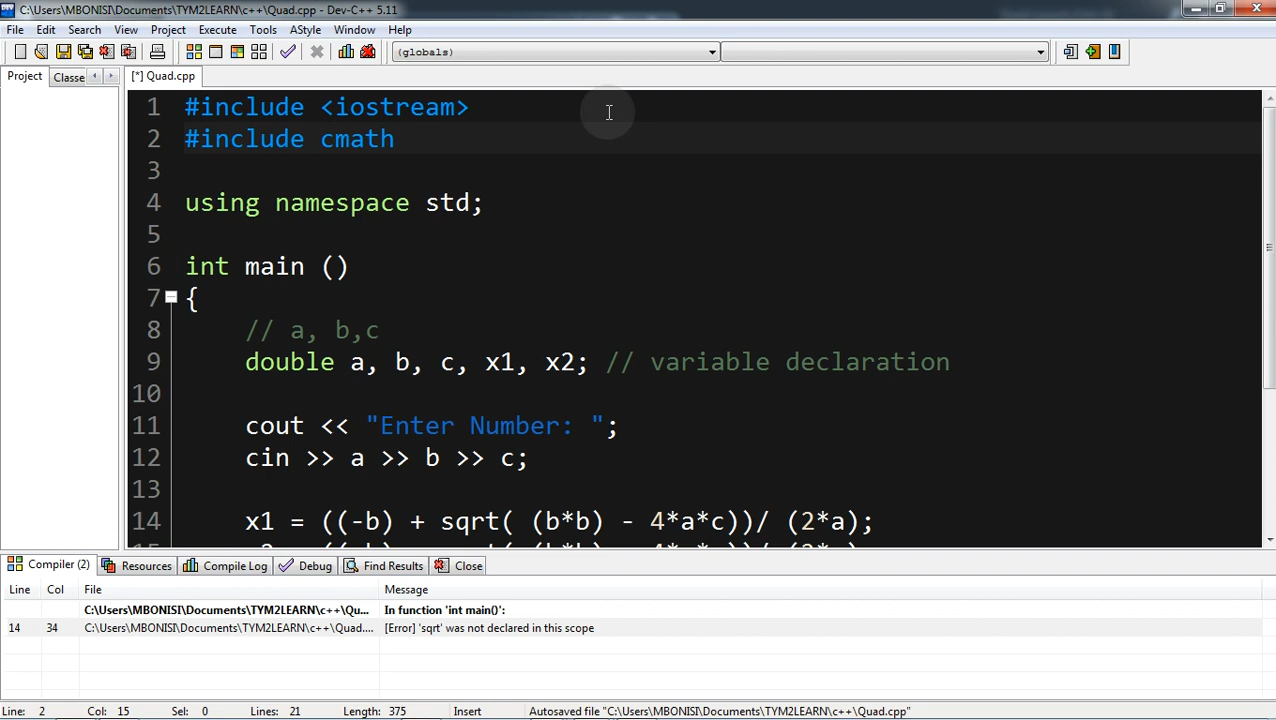 C:\Users\MBONISI\Documents\TYM2LEARN\c++\Quad.cpp - Dev-C++ 5.11
File Edit Search View Project Execute Tools AStyle Window Help
(globals)
Project Classe [*] Quad.cpp
1 #include <iostream>
2 #include cmath
3
4 using namespace std;
5
6 int main ()
7 {
8 // a, b,c
9 double a, b, c, x1, x2; // variable declaration
10
11 cout << "Enter Number: ";
12 cin >> a >> b >> c;
13
14 x1 = ((-b) + sqrt( (b*b) - 4*a*c))/ (2*a);
Compiler (2) Resources Compile Log Debug Find Results Close
Line Col File Message
C:\Users\MBONISI\Documents\TYM2LEARN\c++\Qu... In function 'int main()':
14 34 C:\Users\MBONISI\Documents\TYM2LEARN\c++\Quad.... [Error] 'sqrt' was not declared in this scope
Line: 2 Col: 15 Sel: 0 Lines: 21 Length: 375 Insert Autosaved file "C:\Users\MBONISI\Documents\TYM2LEARN\c++\Quad.cpp"